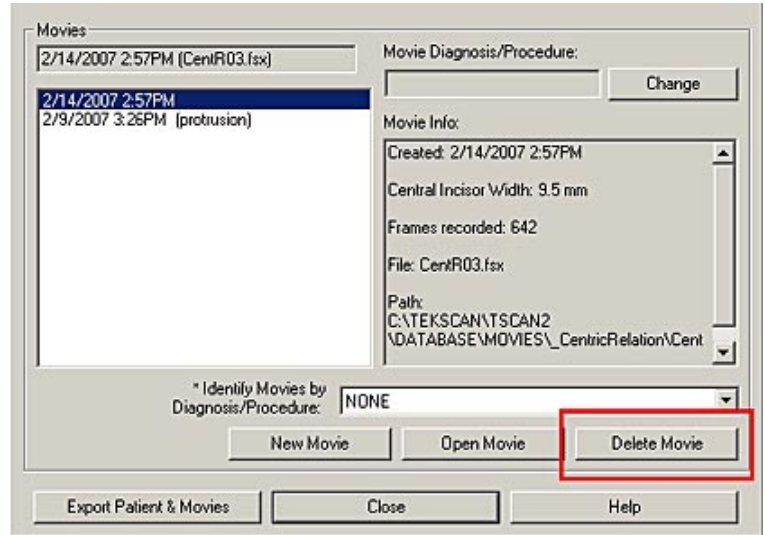 Movies
2/14/2007 2:57PM (CentR03.fsx)
2/14/2007 2:57PM
2/9/2007 3:26PM (protrusion)
Movie Diagnosis/Procedure:
Change
Movie Info:
Created: 2/14/2007 2:57PM
Central Incisor Width: 9.5 mm
Frames recorded: 642
File: CentR03.fsx
Path:
C:\TEKSCAN\TSCAN2
\DATABASE\MOVIES\_CentricRelation\Cent
* Identify Movies by
Diagnosis/Procedure:
NONE
New Movie
Open Movie
Delete Movie
Export Patient & Movies
Close
Help